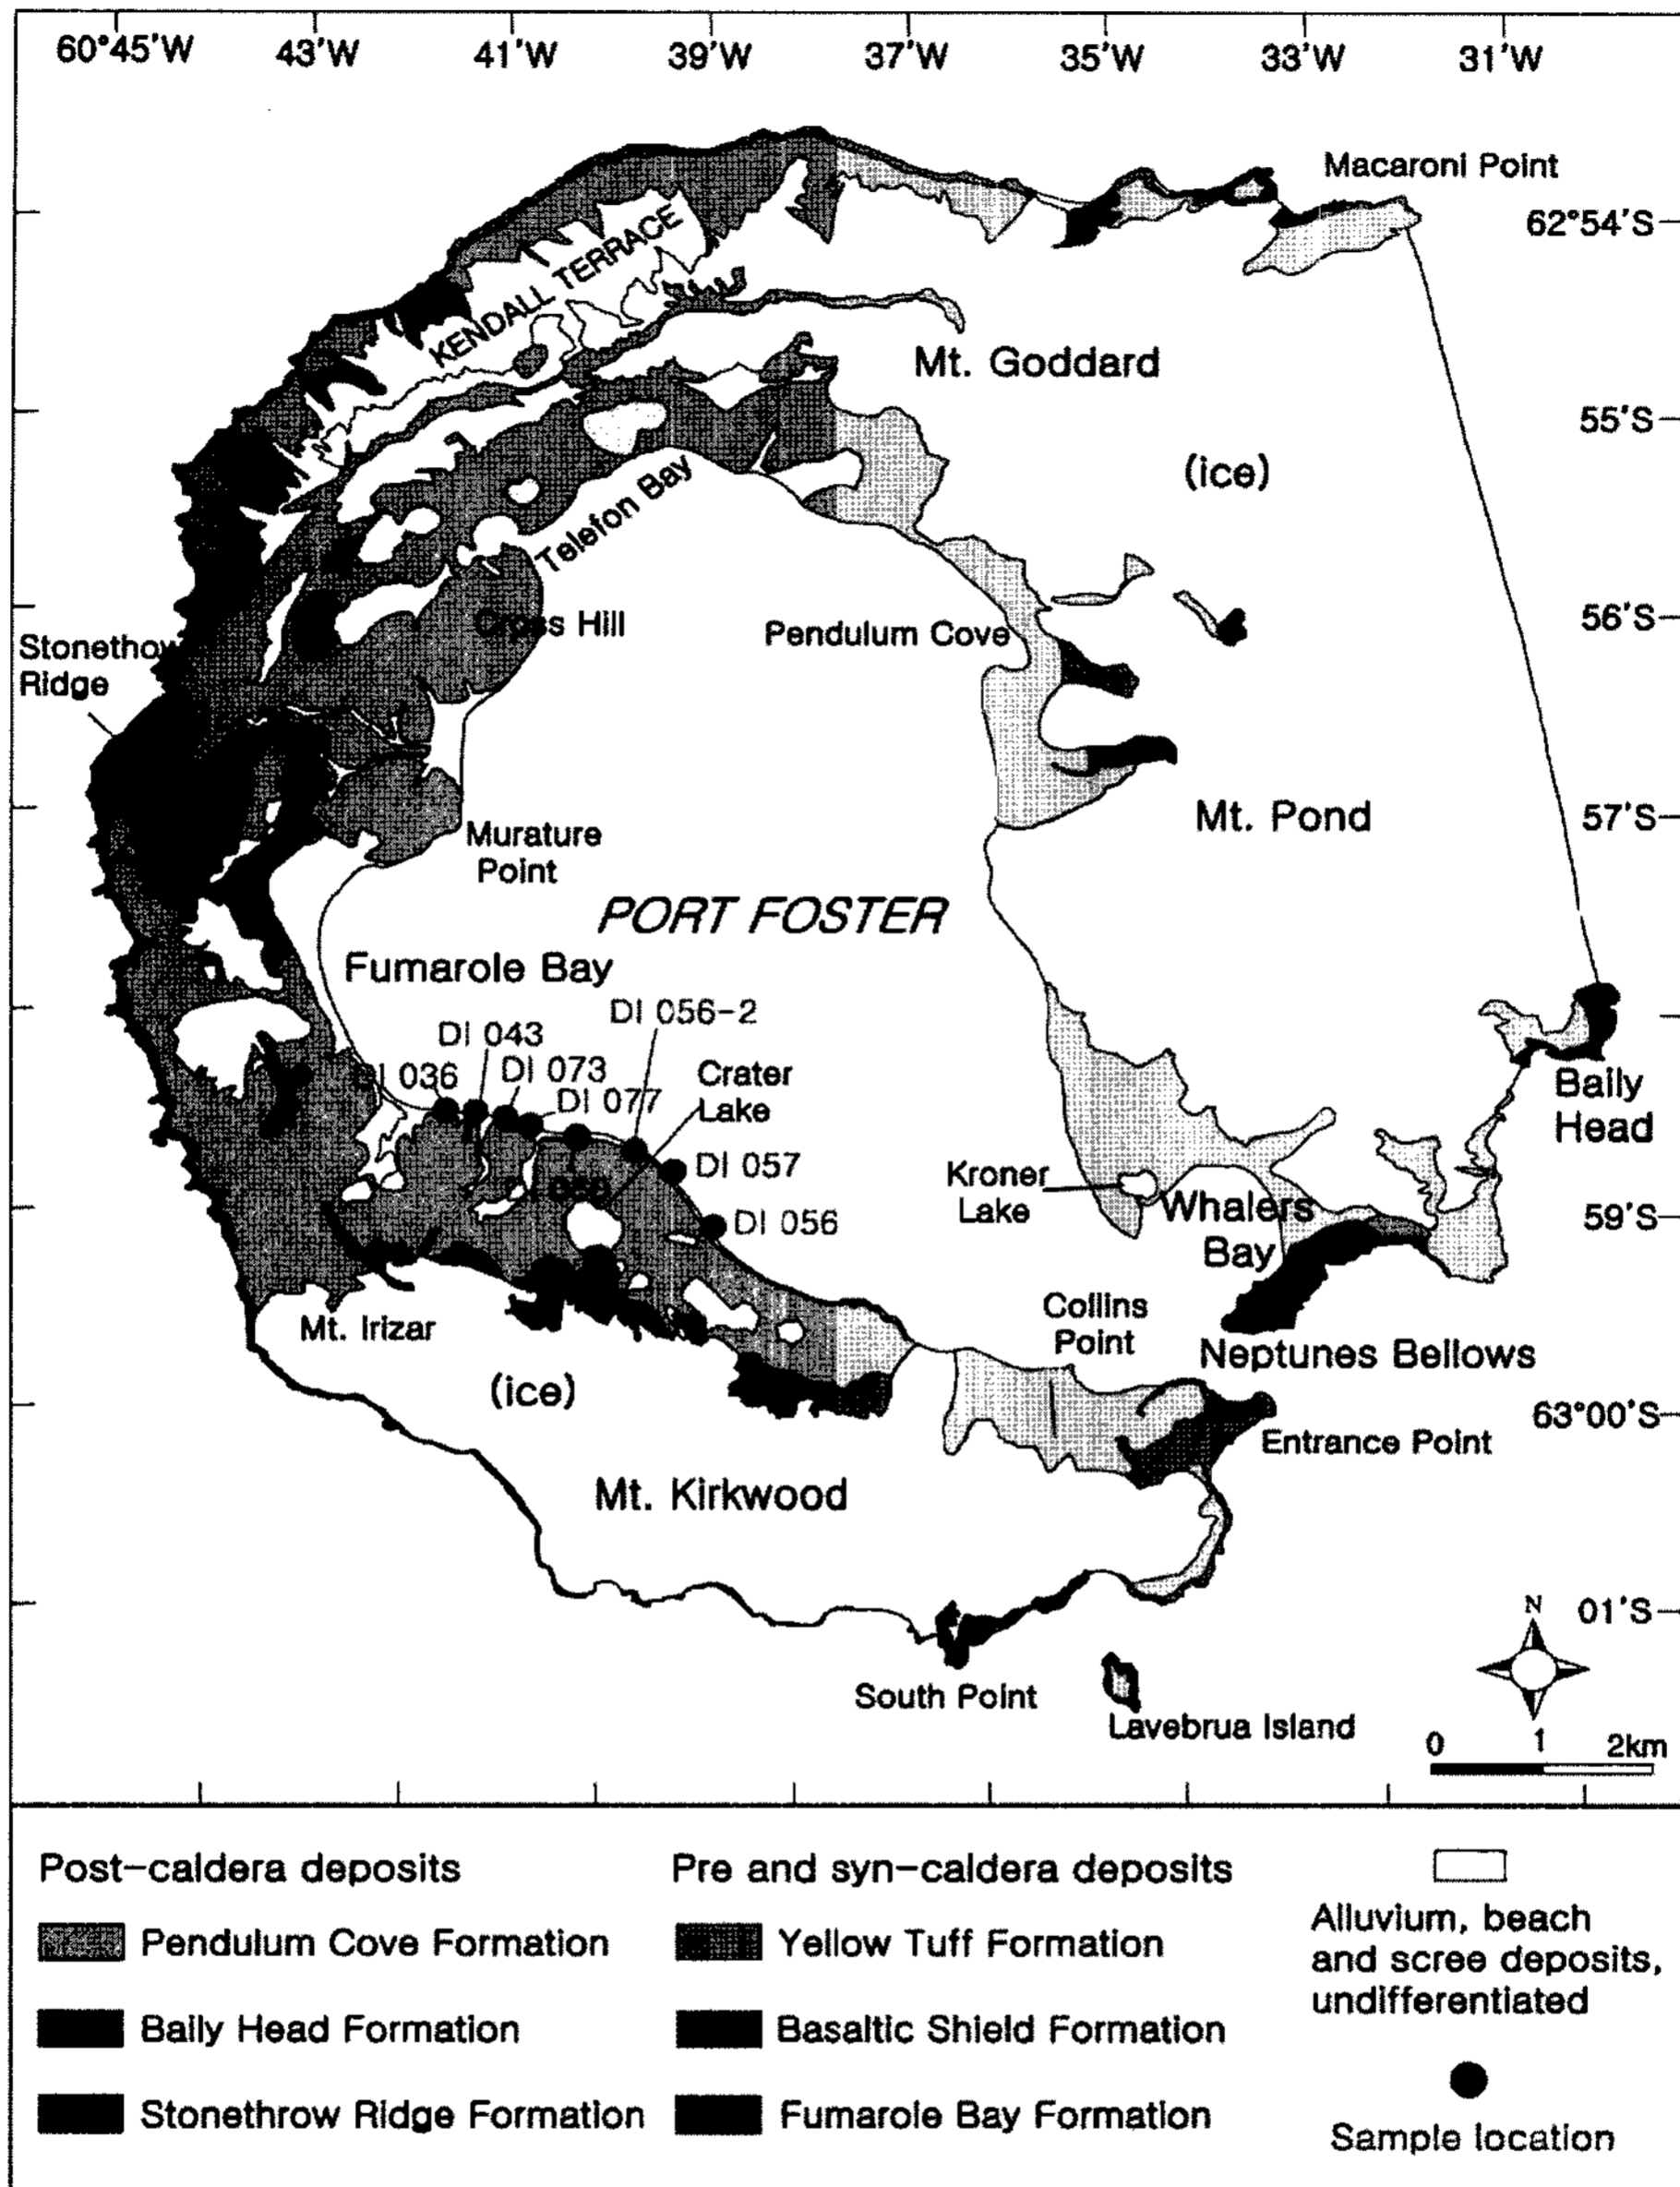 60°45'W 43'W 41'W 39'W 37'W 35'W 33'W 31'W
Macaroni Point
62°54'S
KENDALL TERRACE
Mt. Goddard
55'S
(ice)
Telefon Bay
56'S
Cross Hill
Pendulum Cove
Stonethow
Ridge
57'S
Mt. Pond
Murature
Point
PORT FOSTER
Fumarole Bay
DI 056-2
DI 043
DI 036
DI 073
DI 077
Crater
Lake
Baily
Head
DI 057
Kroner
Lake
Whalers
Bay
59'S
DI 056
Collins
Point
Mt. Irizar
Neptunes Bellows
(ice)
63°00'S
Entrance Point
Mt. Kirkwood
N
01'S
South Point
Lavebrua Island
0 1 2km
Post-caldera deposits
Pendulum Cove Formation
Baily Head Formation
Stonethrow Ridge Formation
Pre and syn-caldera deposits
Yellow Tuff Formation
Basaltic Shield Formation
Fumarole Bay Formation
Alluvium, beach
and scree deposits,
undifferentiated
Sample location